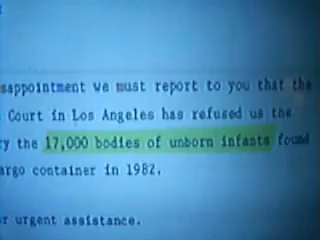 sappointment we must report to you that the
Court in Los Angeles has refused us the
y the 17,000 bodies of unborn infants found
argo container in 1982.
r urgent assistance.